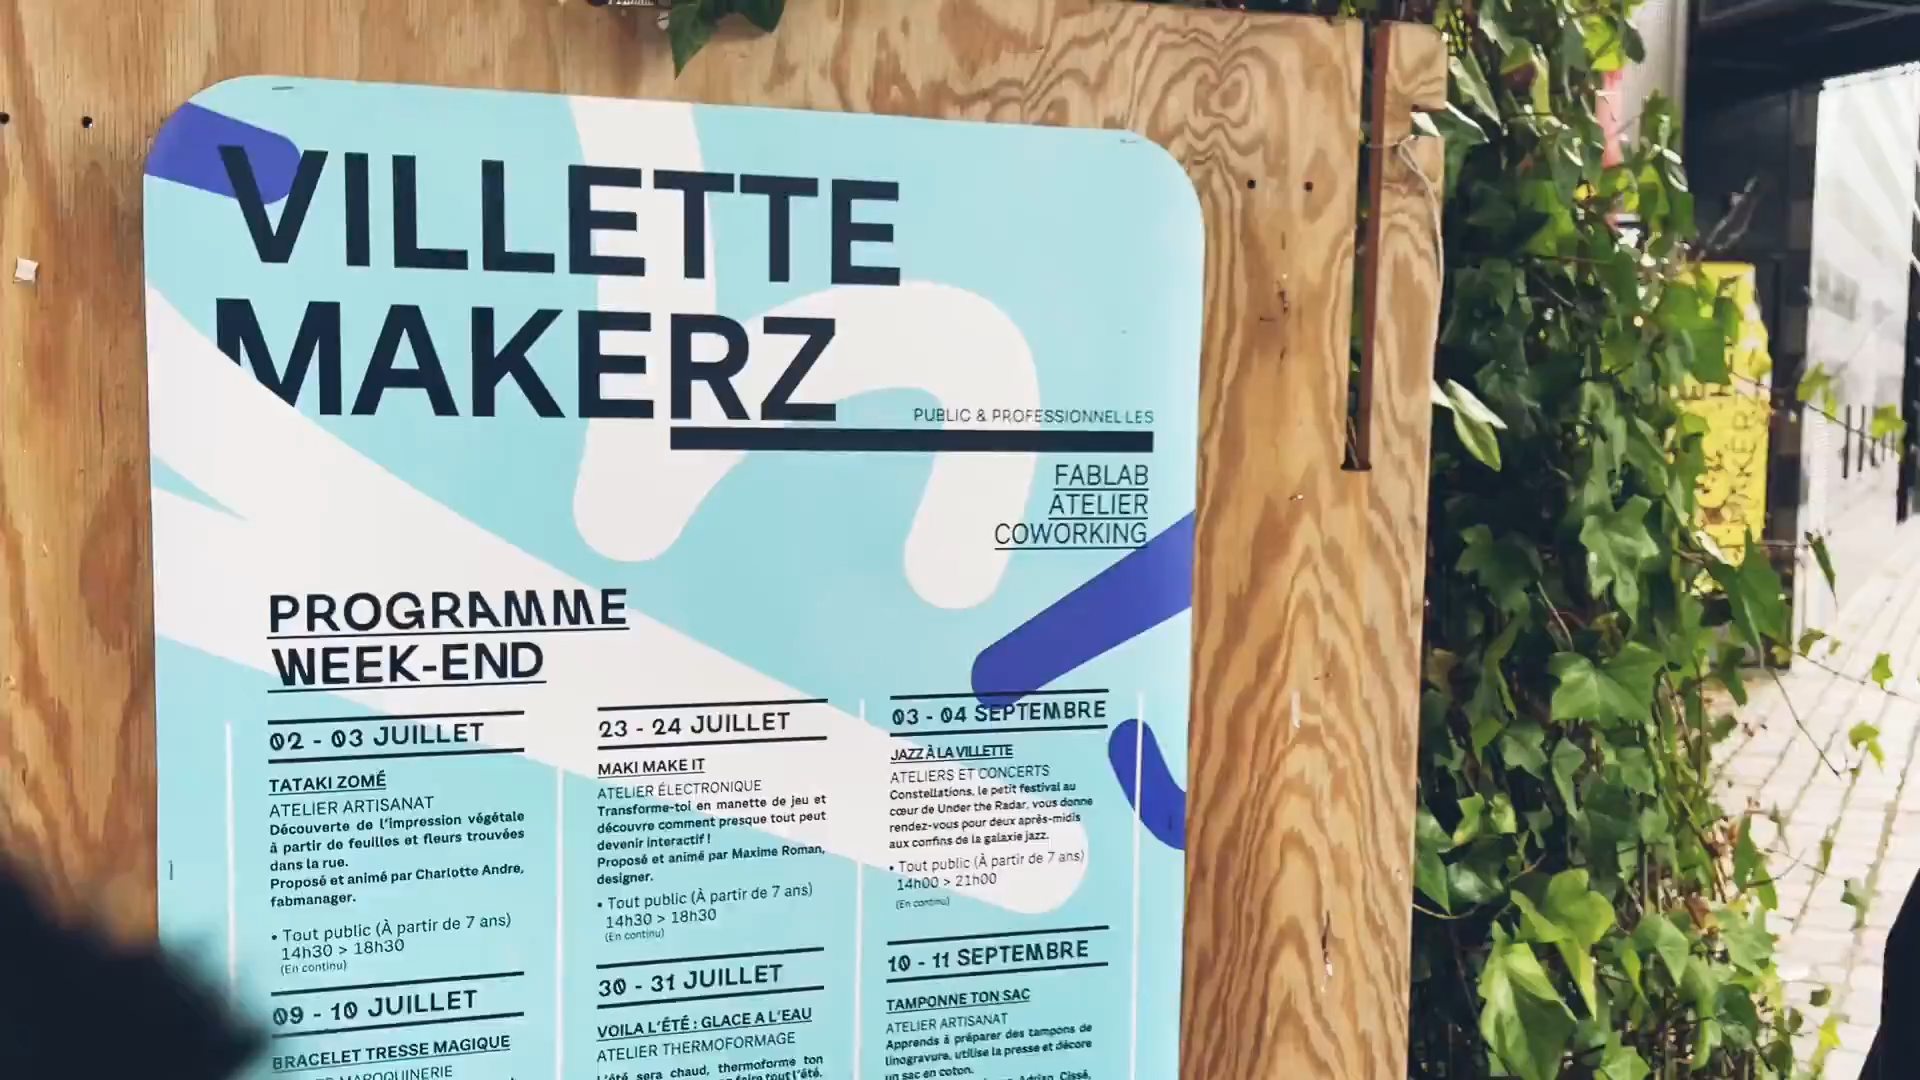 VILLETTE
MAKERZ
PUBLIC & PROFESSIONNEL·LES
FABLAB
ATELIER
COWORKING
PROGRAMME
WEEK-END
02 - 03 JUILLET
TATAKI ZOMÉ
ATELIER ARTISANAT
Découverte de l'impression végétale
à partir de feuilles et fleurs trouvées
dans la rue.
Proposé et animé par Charlotte Andre,
fabmanager.
• Tout public (À partir de 7 ans)
14h30 > 18h30
(En continu)
09 - 10 JUILLET
BRACELET TRESSE MAGIQUE
MAROQUINERIE
23 - 24 JUILLET
MAKI MAKE IT
ATELIER ÉLECTRONIQUE
Transforme-toi en manette de jeu et
découvre comment presque tout peut
devenir interactif !
Proposé et animé par Maxime Roman,
designer.
• Tout public (À partir de 7 ans)
14h30 > 18h30
(En continu)
30 - 31 JUILLET
VOILA L'ÉTÉ : GLACE A L'EAU
ATELIER THERMOFORMAGE
L'été sera chaud, thermoforme ton
faire tout l'été.
03 - 04 SEPTEMBRE
JAZZ À LA VILLETTE
ATELIERS ET CONCERTS
Constellations, le petit festival au
cœur de Under the Radar, vous donne
rendez-vous pour deux après-midis
aux confins de la galaxie jazz.
• Tout public (À partir de 7 ans)
14h00 > 21h00
(En continu)
10 - 11 SEPTEMBRE
TAMPONNE TON SAC
ATELIER ARTISANAT
Apprends à préparer des tampons de
linogravure, utilise la presse et décore
un sac en coton.
Adrian Cissé,